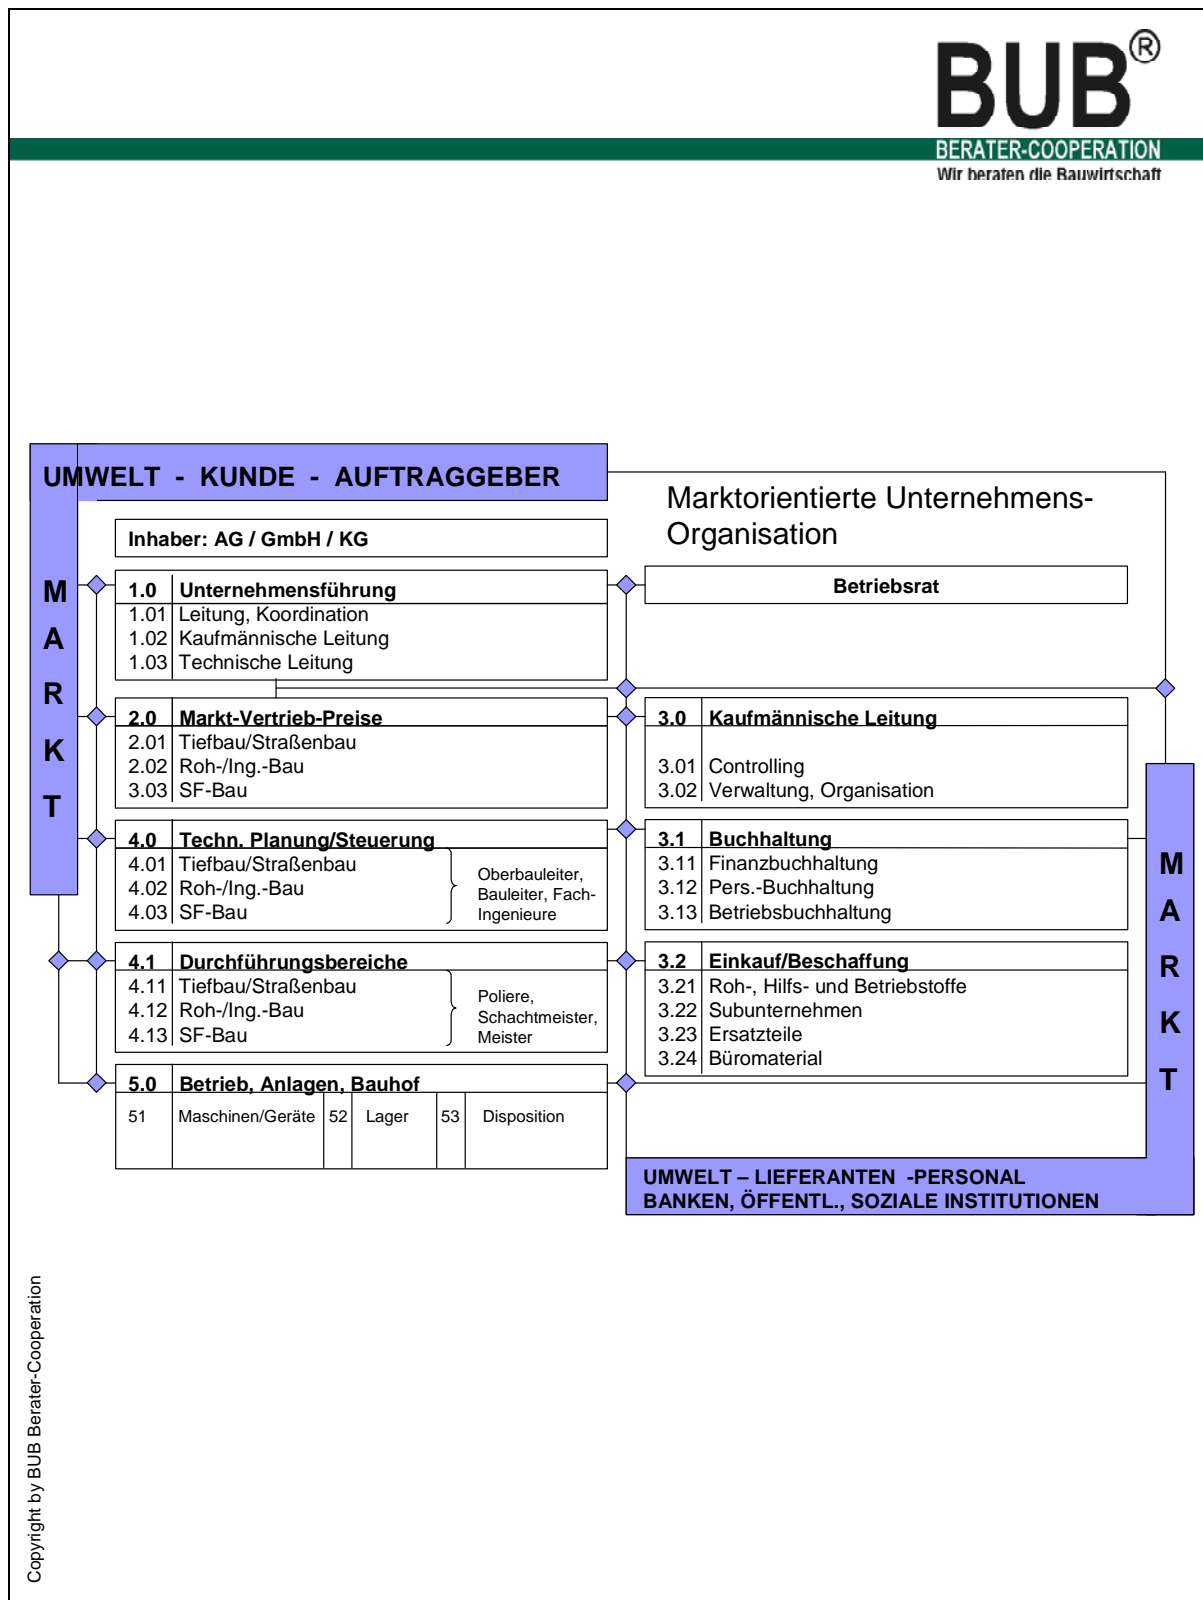 BUB®
BERATER-COOPERATION
Wir beraten die Bauwirtschaft
UMWELT - KUNDE - AUFTRAGGEBER
Marktorientierte Unternehmens-
Organisation
Inhaber: AG / GmbH / KG
MARKT
1.0 Unternehmensführung
1.01 Leitung, Koordination
1.02 Kaufmännische Leitung
1.03 Technische Leitung
Betriebsrat
2.0 Markt-Vertrieb-Preise
2.01 Tiefbau/Straßenbau
2.02 Roh-/Ing.-Bau
3.03 SF-Bau
3.0 Kaufmännische Leitung
3.01 Controlling
3.02 Verwaltung, Organisation
4.0 Techn. Planung/Steuerung
4.01 Tiefbau/Straßenbau
4.02 Roh-/Ing.-Bau
4.03 SF-Bau
Oberbauleiter,
Bauleiter, Fach-
Ingenieure
3.1 Buchhaltung
3.11 Finanzbuchhaltung
3.12 Pers.-Buchhaltung
3.13 Betriebsbuchhaltung
4.1 Durchführungsbereiche
4.11 Tiefbau/Straßenbau
4.12 Roh-/Ing.-Bau
4.13 SF-Bau
Poliere,
Schachtmeister,
Meister
3.2 Einkauf/Beschaffung
3.21 Roh-, Hilfs- und Betriebstoffe
3.22 Subunternehmen
3.23 Ersatzteile
3.24 Büromaterial
MARKT
5.0 Betrieb, Anlagen, Bauhof
51 Maschinen/Geräte 52 Lager 53 Disposition
UMWELT – LIEFERANTEN -PERSONAL
BANKEN, ÖFFENTL., SOZIALE INSTITUTIONEN
Copyright by BUB Berater-Cooperation